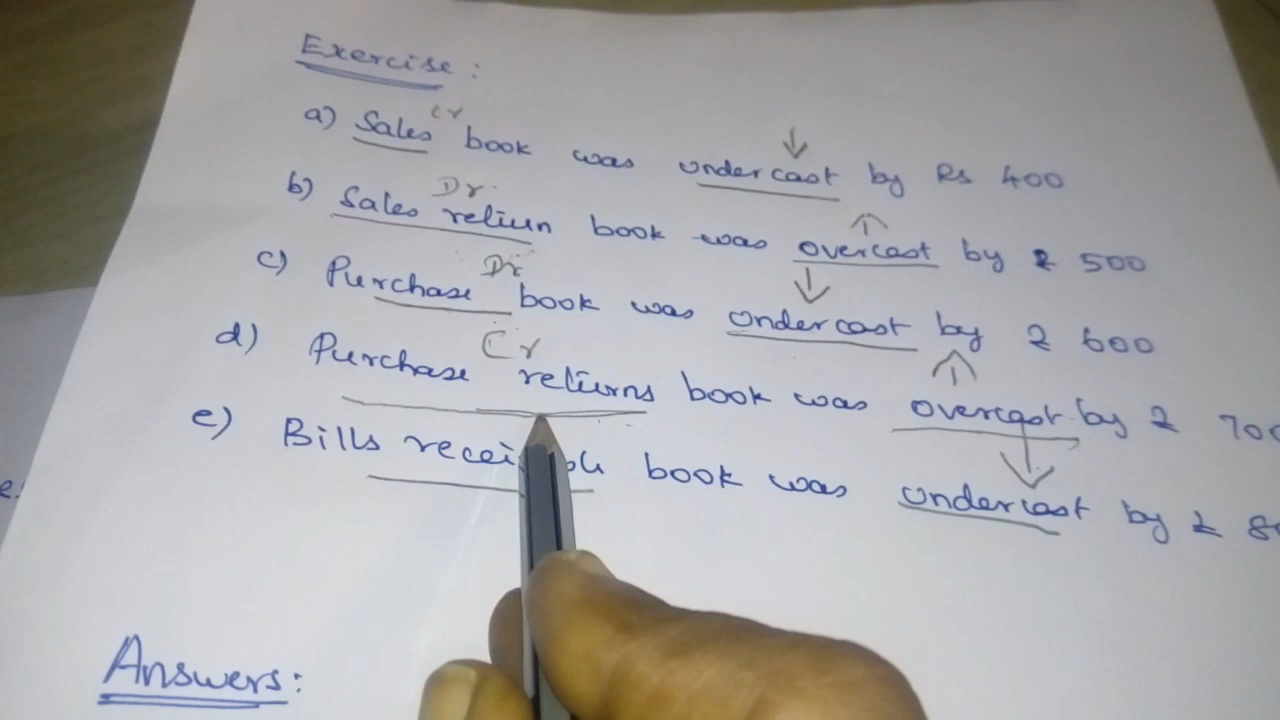 Exercise:
Cr
a) Sales book was undercast by Rs 400
Dr.
b) Sales return book was overcast by ₹ 500
Dr
c) Purchase book was undercast by ₹ 600
Cr
d) Purchase returns book was overcast by ₹
e) Bills book was undercast by ₹
Answers: